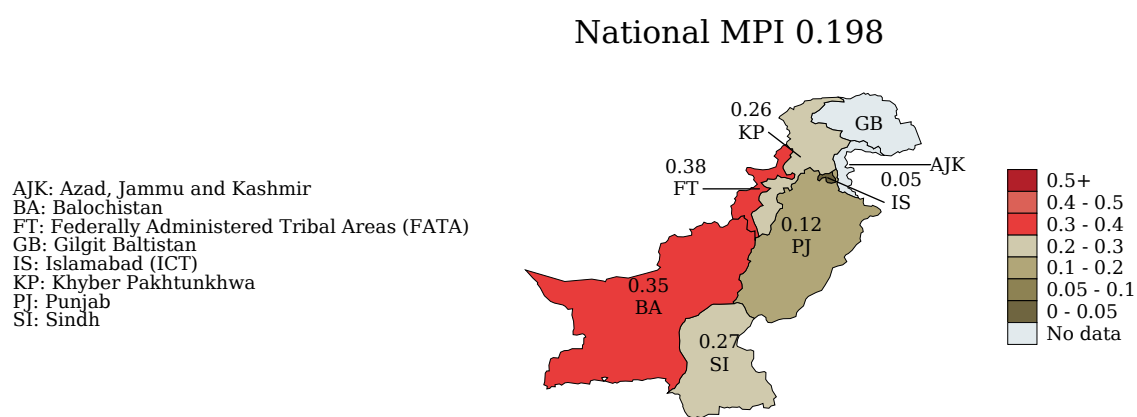 National MPI 0.198
AJK: Azad, Jammu and Kashmir
BA: Balochistan
FT: Federally Administered Tribal Areas (FATA)
GB: Gilgit Baltistan
IS: Islamabad (ICT)
KP: Khyber Pakhtunkhwa
PJ: Punjab
SI: Sindh
0.26
KP
GB
0.38
FT
AJK
0.05
IS
0.12
PJ
0.35
BA
0.27
SI
0.5+
0.4 - 0.5
0.3 - 0.4
0.2 - 0.3
0.1 - 0.2
0.05 - 0.1
0 - 0.05
No data